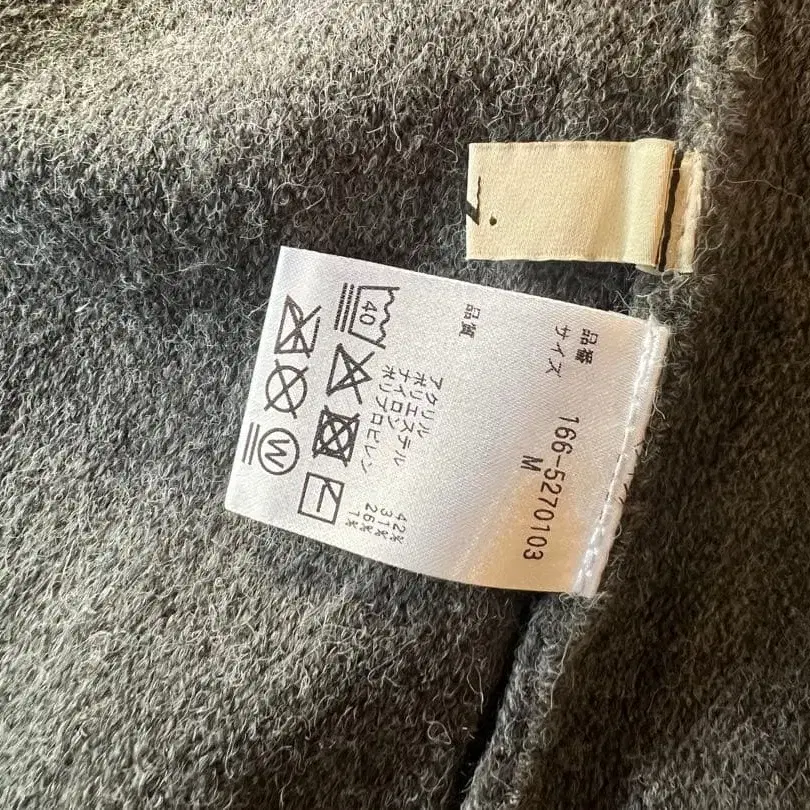 品番 166-5270103
サイズ M
品質
アクリル 42%
ポリエステル 31%
ナイロン 26%
ポリプロピレン 1%
40
W